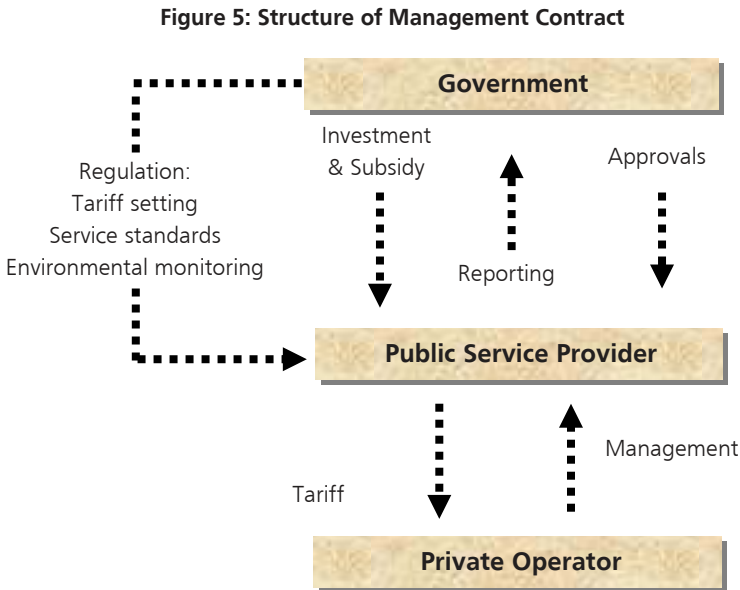 Figure 5: Structure of Management Contract
Government
Investment
& Subsidy
Approvals
Regulation:
Tariff setting
Service standards
Environmental monitoring
Reporting
Public Service Provider
Management
Tariff
Private Operator